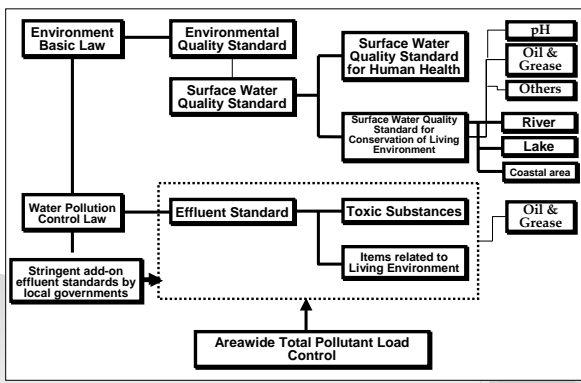 Environment
Basic Law
Environmental
Quality Standard
Surface Water
Quality Standard
Surface Water
Quality Standard
for Human Health
Surface Water Quality
Standard for
Conservation of Living
Environment
pH
Oil &
Grease
Others
River
Lake
Coastal area
Water Pollution
Control Law
Effluent Standard
Toxic Substances
Items related to
Living Environment
Oil &
Grease
Stringent add-on
effluent standards by
local governments
Areawide Total Pollutant Load
Control